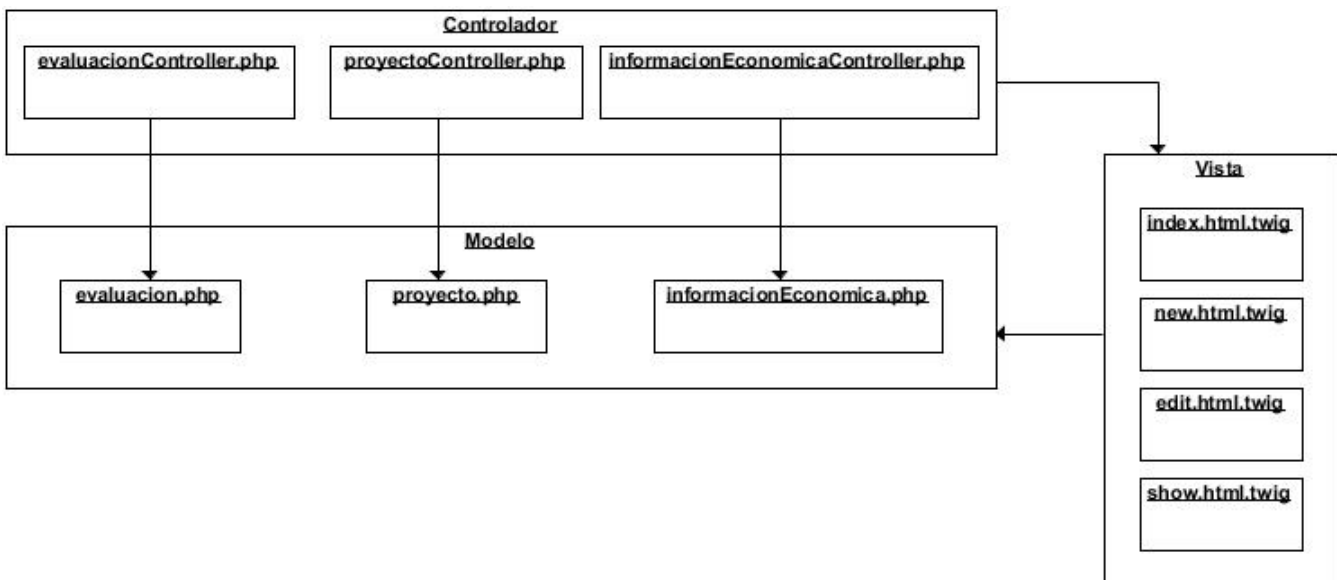 Controlador
evaluacionController.php
proyectoController.php
informacionEconomicaController.php
Modelo
evaluacion.php
proyecto.php
informacionEconomica.php
Vista
index.html.twig
new.html.twig
edit.html.twig
show.html.twig